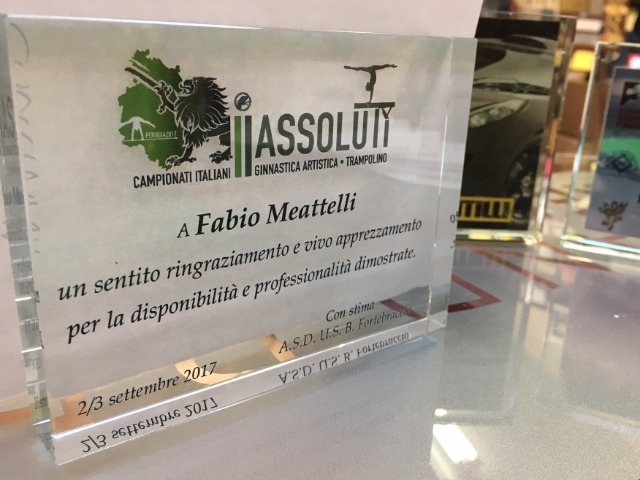 PERUGIA2017
ASSOLUTI
CAMPIONATI ITALIANI
GINNASTICA ARTISTICA • TRAMPOLINO
A Fabio Meattelli
un sentito ringraziamento e vivo apprezzamento
per la disponibilità e professionalità dimostrate.
Con stima
A.S.D. U.S. B. Fortebraccio
2/3 settembre 2017